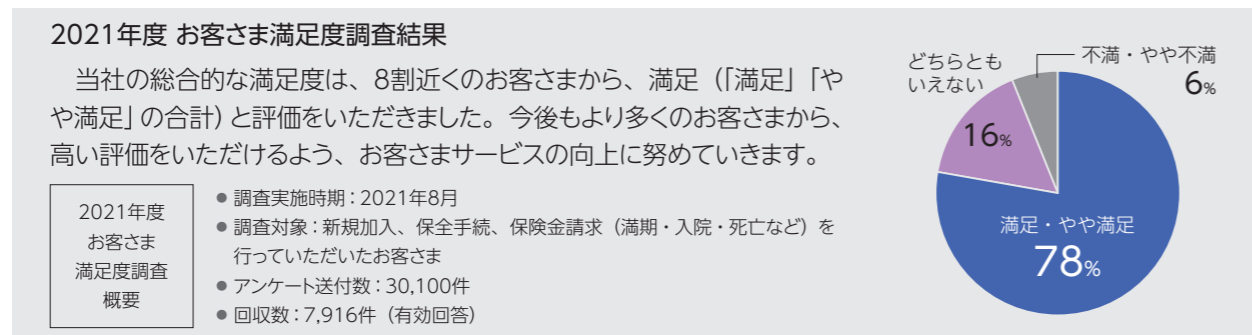 2021年度 お客さま満足度調査結果
当社の総合的な満足度は、8割近くのお客さまから、満足（「満足」「や
や満足」の合計）と評価をいただきました。今後もより多くのお客さまから、
高い評価をいただけるよう、お客さまサービスの向上に努めていきます。
2021年度
お客さま
満足度調査
概要
● 調査実施時期：2021年8月
● 調査対象：新規加入、保全手続、保険金請求（満期・入院・死亡など）を
行っていただいたお客さま
● アンケート送付数：30,100件
● 回収数：7,916件（有効回答）
どちらとも
いえない
16%
不満・やや不満
6%
満足・やや満足
78%